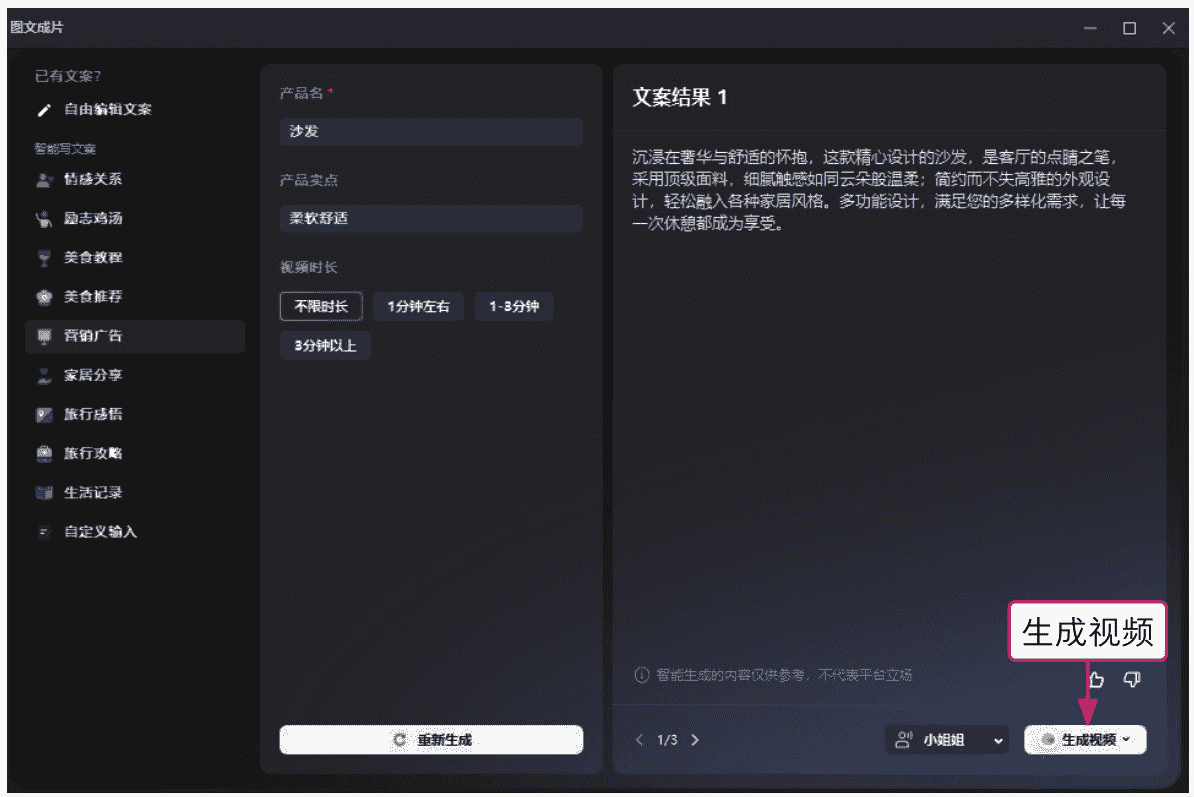 图文成片
已有文案?
自由编辑文案
智能写文案
情感关系
励志鸡汤
美食教程
美食推荐
营销广告
家居分享
旅行感悟
旅行攻略
生活记录
自定义输入
产品名*
沙发
产品卖点
柔软舒适
视频时长
不限时长
1分钟左右
1-3分钟
3分钟以上
重新生成
文案结果 1
沉浸在奢华与舒适的怀抱，这款精心设计的沙发，是客厅的点睛之笔，
采用顶级面料，细腻触感如同云朵般温柔；简约而不失高雅的外观设
计，轻松融入各种家居风格。多功能设计，满足您的多样化需求，让每
一次休憩都成为享受。
生成视频
智能生成的内容仅供参考，不代表平台立场
1/3
小姐姐
生成视频